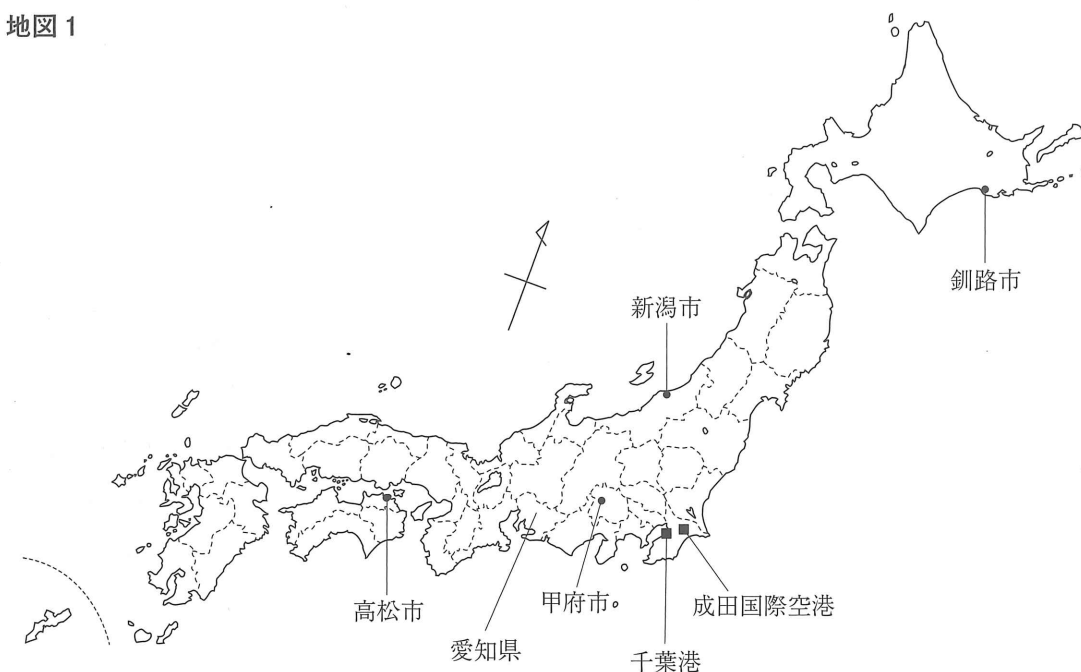 地図1
釧路市
新潟市
高松市
甲府市
成田国際空港
愛知県
千葉港